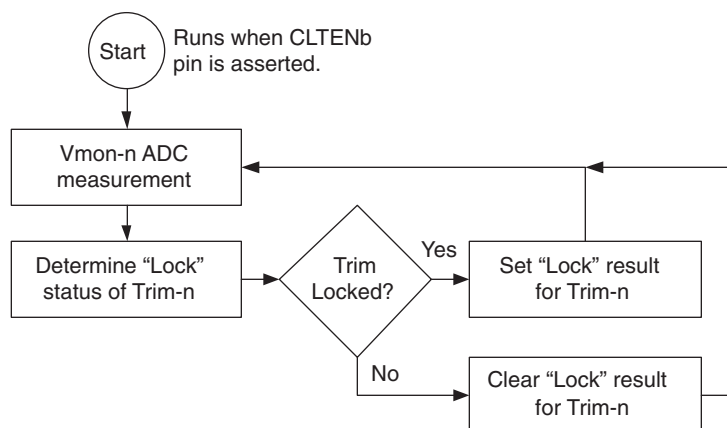 Start
Runs when CLTENb
pin is asserted.
Vmon-n ADC
measurement
Determine “Lock”
status of Trim-n
Trim
Locked?
Yes
Set “Lock” result
for Trim-n
No
Clear “Lock” result
for Trim-n